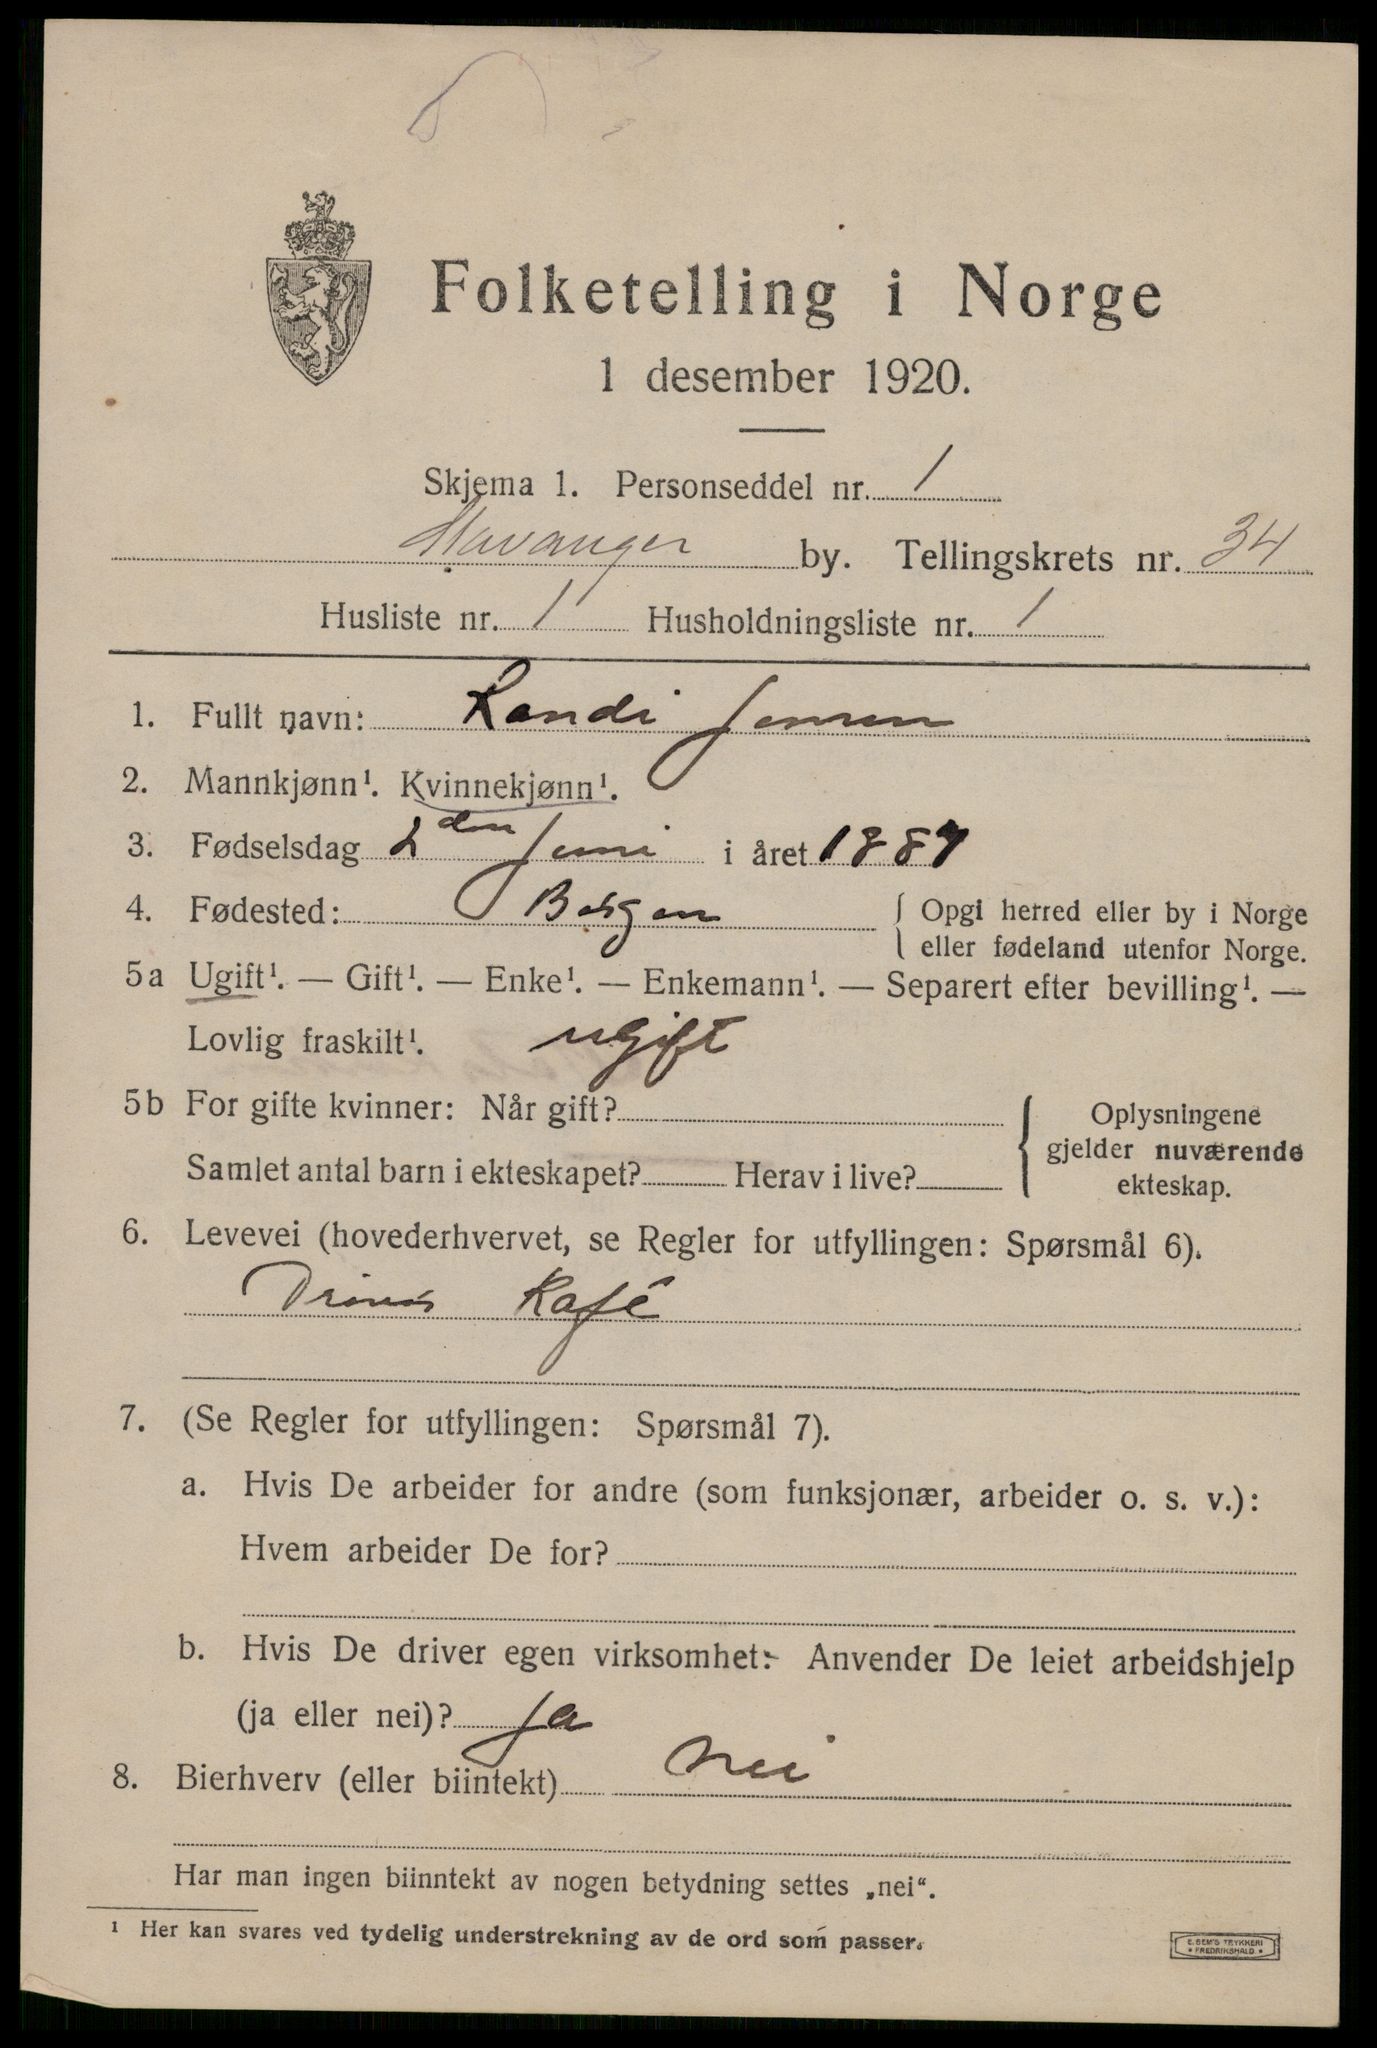 Folketelling i Norge
1 desember 1920.
Skjema 1. Personseddel nr. 1
Stavanger by. Tellingskrets nr. 34
Husliste nr. 1 Husholdningsliste nr. 1
1. Fullt navn: Randi Jensen
2. Mannkjønn¹. Kvinnekjønn¹.
3. Fødselsdag 2den Juni i året 1887
4. Fødested: Bergen { Opgi herred eller by i Norge
eller fødeland utenfor Norge.
5a Ugift¹. — Gift¹. — Enke¹. — Enkemann¹. — Separert efter bevilling¹. —
Lovlig fraskilt¹. ugift
5b For gifte kvinner: Når gift? { Oplysningene
gjelder nuværende
Samlet antal barn i ekteskapet? Herav i live?
ekteskap.
6. Levevei (hovederhvervet, se Regler for utfyllingen: Spørsmål 6).
Kafé
7. (Se Regler for utfyllingen: Spørsmål 7).
a. Hvis De arbeider for andre (som funksjonær, arbeider o. s. v.):
Hvem arbeider De for?
b. Hvis De driver egen virksomhet: Anvender De leiet arbeidshjelp
(ja eller nei)? Ja
8. Bierhverv (eller biintekt) nei
Har man ingen biinntekt av nogen betydning settes „nei“.
¹ Her kan svares ved tydelig understrekning av de ord som passer.
E. SEM'S TRYKKERI
* FREDRIKSHALD. *